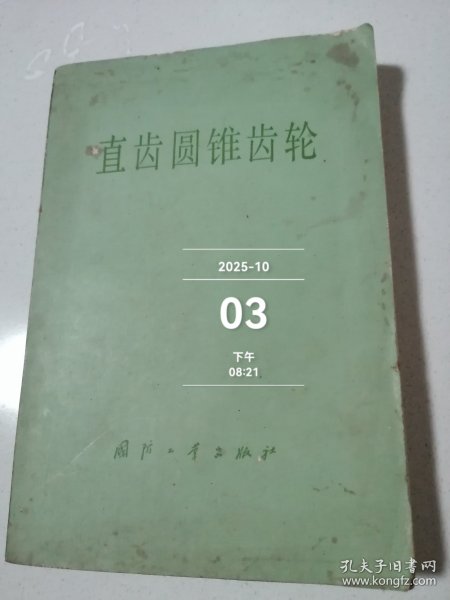 直齿圆锥齿轮
2025-10
03
下午
08:21
国防工业出版社
孔夫子旧书网
www.kongfz.com